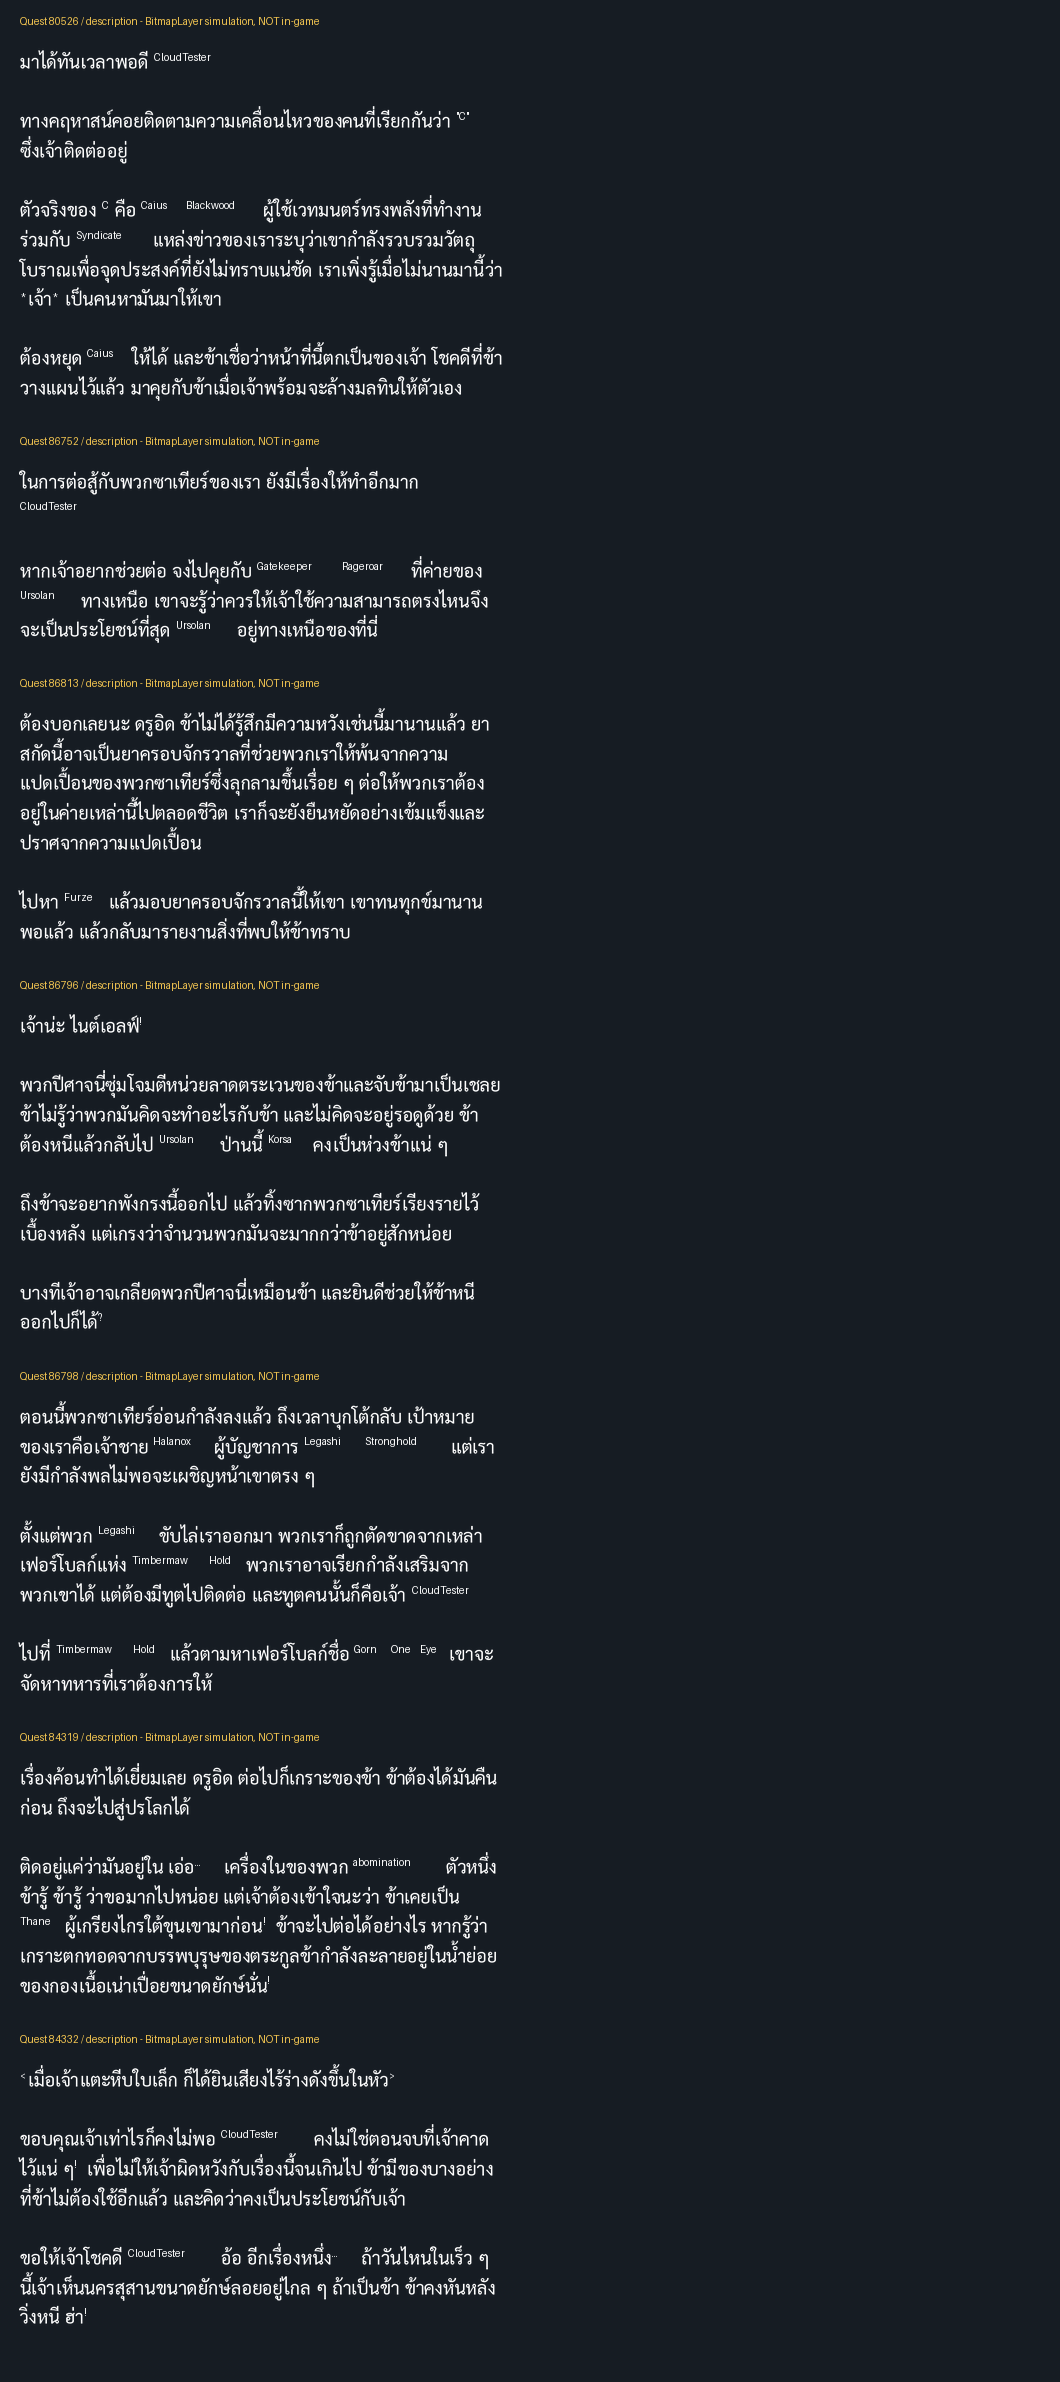 Quest 80526 / description - BitmapLayer simulation, NOT in-game
มาได้ทันเวลาพอดี CloudTester
ทางคฤหาสน์คอยติดตามความเคลื่อนไหวของคนที่เรียกกันว่า "C"
ซึ่งเจ้าติดต่ออยู่
ตัวจริงของ C คือ Caius Blackwood ผู้ใช้เวทมนตร์ทรงพลังที่ทำงาน
ร่วมกับ Syndicate แหล่งข่าวของเราระบุว่าเขากำลังรวบรวมวัตถุ
โบราณเพื่อจุดประสงค์ที่ยังไม่ทราบแน่ชัด เราเพิ่งรู้เมื่อไม่นานมานี้ว่า
*เจ้า* เป็นคนหามันมาให้เขา
ต้องหยุด Caius ให้ได้ และข้าเชื่อว่าหน้าที่นี้ตกเป็นของเจ้า โชคดีที่ข้า
วางแผนไว้แล้ว มาคุยกับข้าเมื่อเจ้าพร้อมจะล้างมลทินให้ตัวเอง
Quest 86752 / description - BitmapLayer simulation, NOT in-game
ในการต่อสู้กับพวกซาเทียร์ของเรา ยังมีเรื่องให้ทำอีกมาก
CloudTester
หากเจ้าอยากช่วยต่อ จงไปคุยกับ Gatekeeper Rageroar ที่ค่ายของ
Ursolan ทางเหนือ เขาจะรู้ว่าควรให้เจ้าใช้ความสามารถตรงไหนจึง
จะเป็นประโยชน์ที่สุด Ursolan อยู่ทางเหนือของที่นี่
Quest 86813 / description - BitmapLayer simulation, NOT in-game
ต้องบอกเลยนะ ดรูอิด ข้าไม่ได้รู้สึกมีความหวังเช่นนี้มานานแล้ว ยา
สกัดนี้อาจเป็นยาครอบจักรวาลที่ช่วยพวกเราให้พ้นจากความ
แปดเปื้อนของพวกซาเทียร์ซึ่งลุกลามขึ้นเรื่อย ๆ ต่อให้พวกเราต้อง
อยู่ในค่ายเหล่านี้ไปตลอดชีวิต เราก็จะยังยืนหยัดอย่างเข้มแข็งและ
ปราศจากความแปดเปื้อน
ไปหา Furze แล้วมอบยาครอบจักรวาลนี้ให้เขา เขาทนทุกข์มานาน
พอแล้ว แล้วกลับมารายงานสิ่งที่พบให้ข้าทราบ
Quest 86796 / description - BitmapLayer simulation, NOT in-game
เจ้าน่ะ ไนต์เอลฟ์!
พวกปีศาจนี่ซุ่มโจมตีหน่วยลาดตระเวนของข้าและจับข้ามาเป็นเชลย
ข้าไม่รู้ว่าพวกมันคิดจะทำอะไรกับข้า และไม่คิดจะอยู่รอดูด้วย ข้า
ต้องหนีแล้วกลับไป Ursolan ป่านนี้ Korsa คงเป็นห่วงข้าแน่ ๆ
ถึงข้าจะอยากพังกรงนี้ออกไป แล้วทิ้งซากพวกซาเทียร์เรียงรายไว้
เบื้องหลัง แต่เกรงว่าจำนวนพวกมันจะมากกว่าข้าอยู่สักหน่อย
บางทีเจ้าอาจเกลียดพวกปีศาจนี่เหมือนข้า และยินดีช่วยให้ข้าหนี
ออกไปก็ได้?
Quest 86798 / description - BitmapLayer simulation, NOT in-game
ตอนนี้พวกซาเทียร์อ่อนกำลังลงแล้ว ถึงเวลาบุกโต้กลับ เป้าหมาย
ของเราคือเจ้าชาย Halanox ผู้บัญชาการ Legashi Stronghold แต่เรา
ยังมีกำลังพลไม่พอจะเผชิญหน้าเขาตรง ๆ
ตั้งแต่พวก Legashi ขับไล่เราออกมา พวกเราก็ถูกตัดขาดจากเหล่า
เฟอร์โบลก์แห่ง Timbermaw Hold พวกเราอาจเรียกกำลังเสริมจาก
พวกเขาได้ แต่ต้องมีทูตไปติดต่อ และทูตคนนั้นก็คือเจ้า CloudTester
ไปที่ Timbermaw Hold แล้วตามหาเฟอร์โบลก์ชื่อ Gorn One Eye เขาจะ
จัดหาทหารที่เราต้องการให้
Quest 84319 / description - BitmapLayer simulation, NOT in-game
เรื่องค้อนทำได้เยี่ยมเลย ดรูอิด ต่อไปก็เกราะของข้า ข้าต้องได้มันคืน
ก่อน ถึงจะไปสู่ปรโลกได้
ติดอยู่แค่ว่ามันอยู่ใน เอ่อ... เครื่องในของพวก abomination ตัวหนึ่ง
ข้ารู้ ข้ารู้ ว่าขอมากไปหน่อย แต่เจ้าต้องเข้าใจนะว่า ข้าเคยเป็น
Thane ผู้เกรียงไกรใต้ขุนเขามาก่อน! ข้าจะไปต่อได้อย่างไร หากรู้ว่า
เกราะตกทอดจากบรรพบุรุษของตระกูลข้ากำลังละลายอยู่ในน้ำย่อย
ของกองเนื้อเน่าเปื่อยขนาดยักษ์นั่น!
Quest 84332 / description - BitmapLayer simulation, NOT in-game
<เมื่อเจ้าแตะหีบใบเล็ก ก็ได้ยินเสียงไร้ร่างดังขึ้นในหัว>
ขอบคุณเจ้าเท่าไรก็คงไม่พอ CloudTester คงไม่ใช่ตอนจบที่เจ้าคาด
ไว้แน่ ๆ! เพื่อไม่ให้เจ้าผิดหวังกับเรื่องนี้จนเกินไป ข้ามีของบางอย่าง
ที่ข้าไม่ต้องใช้อีกแล้ว และคิดว่าคงเป็นประโยชน์กับเจ้า
ขอให้เจ้าโชคดี CloudTester อ้อ อีกเรื่องหนึ่ง... ถ้าวันไหนในเร็ว ๆ
นี้เจ้าเห็นนครสุสานขนาดยักษ์ลอยอยู่ไกล ๆ ถ้าเป็นข้า ข้าคงหันหลัง
วิ่งหนี ฮ่า!